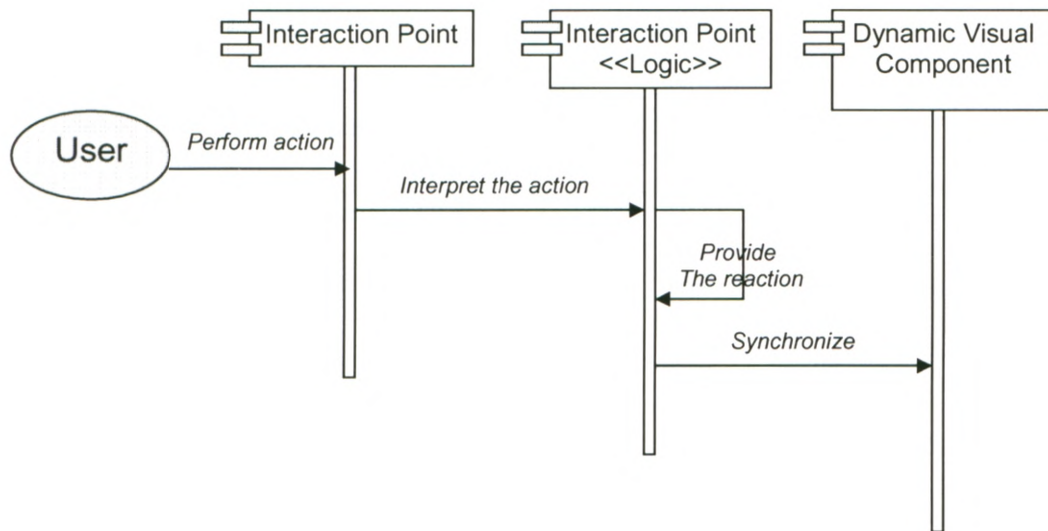 Interaction Point
Interaction Point
<<Logic>>
Dynamic Visual
Component
User
Perform action
Interpret the action
Provide
The reaction
Synchronize